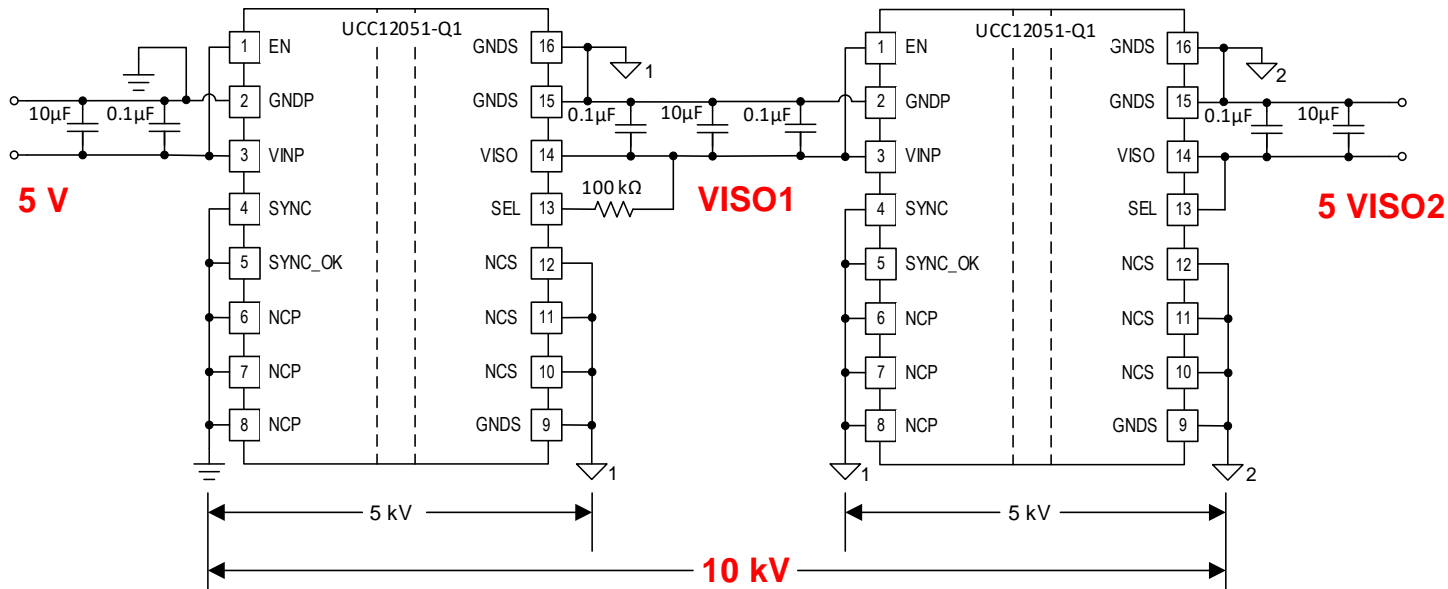 UCC12051-Q1
1 EN
2 GNDP
3 VINP
4 SYNC
5 SYNC_OK
6 NCP
7 NCP
8 NCP
GNDS 16
GNDS 15
VISO 14
SEL 13
NCS 12
NCS 11
NCS 10
GNDS 9
10µF
0.1µF
5 V
1
0.1µF
10µF
0.1µF
100 kΩ
VISO1
1
UCC12051-Q1
1 EN
2 GNDP
3 VINP
4 SYNC
5 SYNC_OK
6 NCP
7 NCP
8 NCP
GNDS 16
GNDS 15
VISO 14
SEL 13
NCS 12
NCS 11
NCS 10
GNDS 9
2
0.1µF
10µF
5 VISO2
1
2
5 kV
5 kV
10 kV